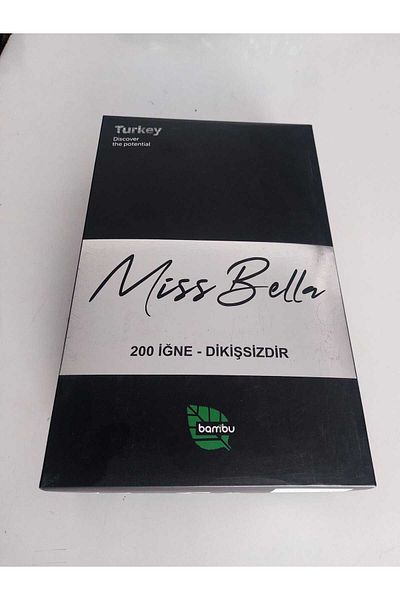 Turkey
Discover
the potential
Miss Bella
200 İĞNE - DİKİŞSİZDİR
bambu